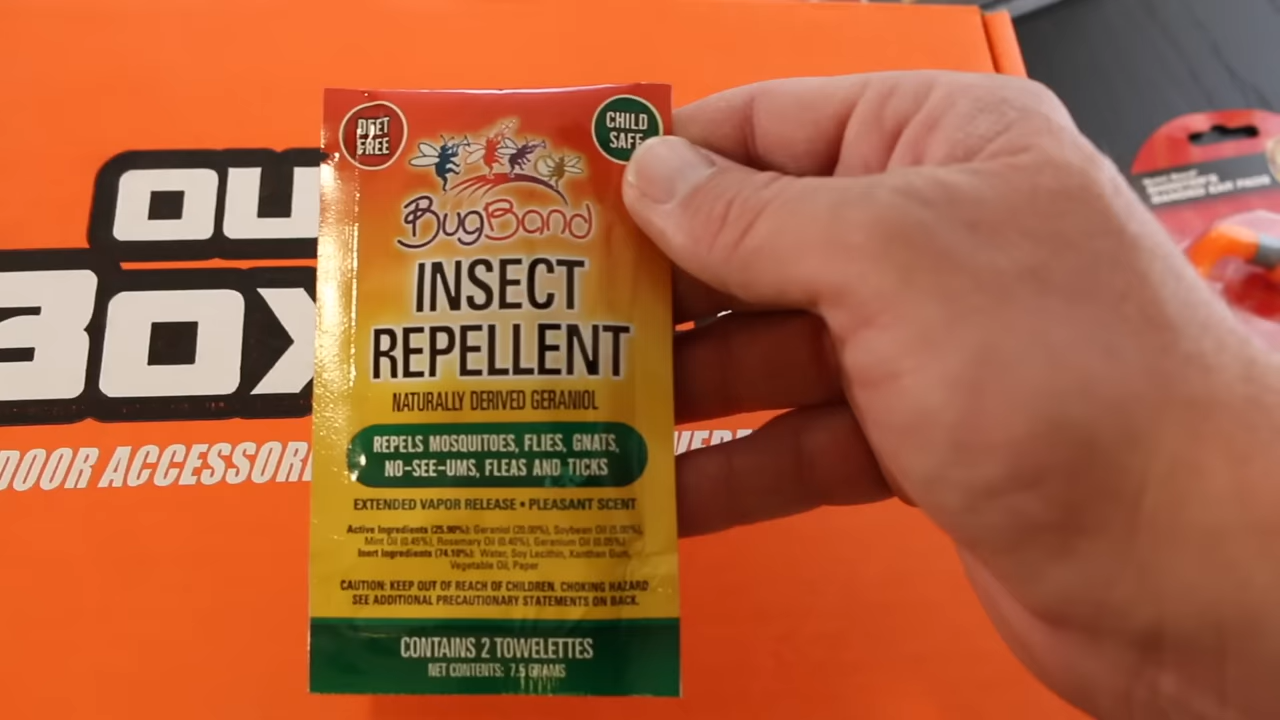 DEET
FREE
CHILD
SAFE
BugBand
INSECT
REPELLENT
NATURALLY DERIVED GERANIOL
REPELS MOSQUITOES, FLIES, GNATS,
NO-SEE-UMS, FLEAS AND TICKS
EXTENDED VAPOR RELEASE • PLEASANT SCENT
Active Ingredients (25.90%): Geraniol (20.00%), Soybean Oil (5.00%),
Mint Oil (0.45%), Rosemary Oil (0.40%), Geranium Oil (0.05%)
Inert Ingredients (74.10%): Water, Soy Lecithin, Xanthan Gum,
Vegetable Oil, Paper
CAUTION: KEEP OUT OF REACH OF CHILDREN. CHOKING HAZARD
SEE ADDITIONAL PRECAUTIONARY STATEMENTS ON BACK.
CONTAINS 2 TOWELETTES
NET CONTENTS: 7.5 GRAMS
OU
BOX
DOOR ACCESSORI